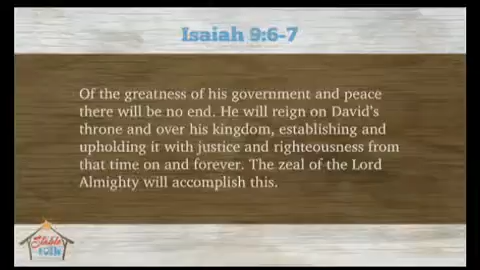 Isaiah 9:6-7
Of the greatness of his government and peace
there will be no end. He will reign on David's
throne and over his kingdom, establishing and
upholding it with justice and righteousness from
that time on and forever. The zeal of the Lord
Almighty will accomplish this.
Stable